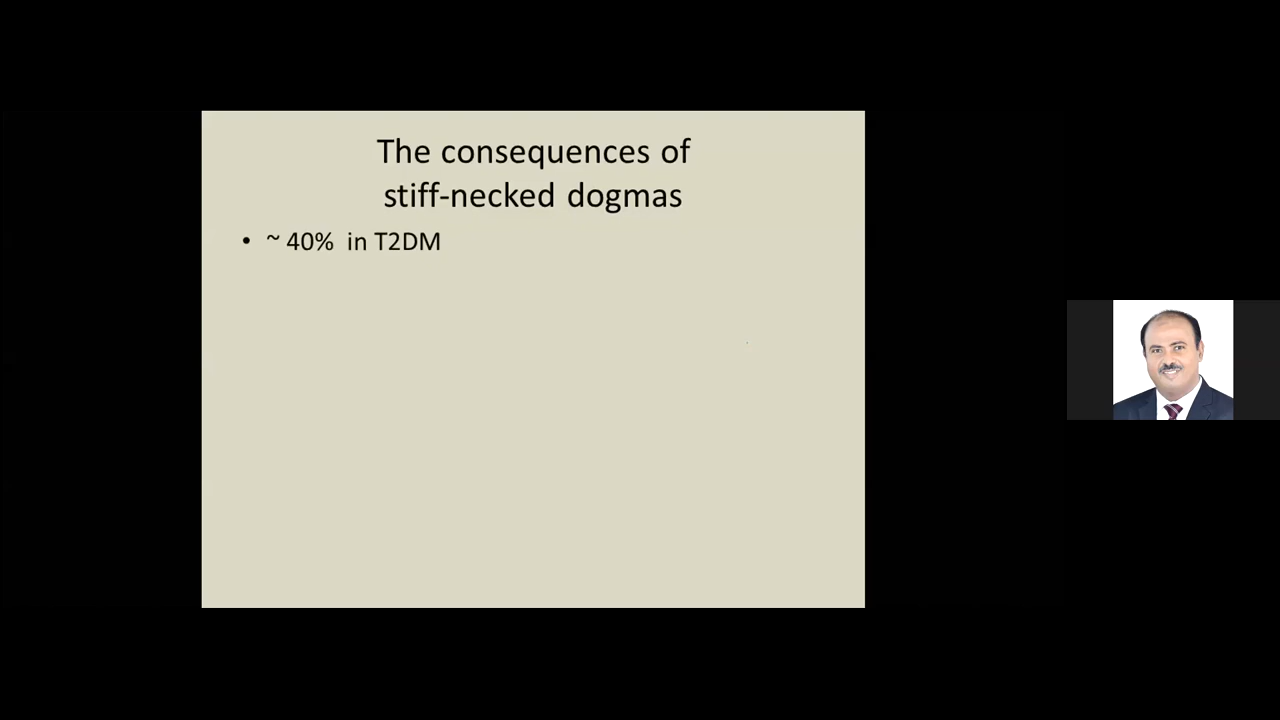 The consequences of
stiff-necked dogmas
• ~ 40%  in T2DM